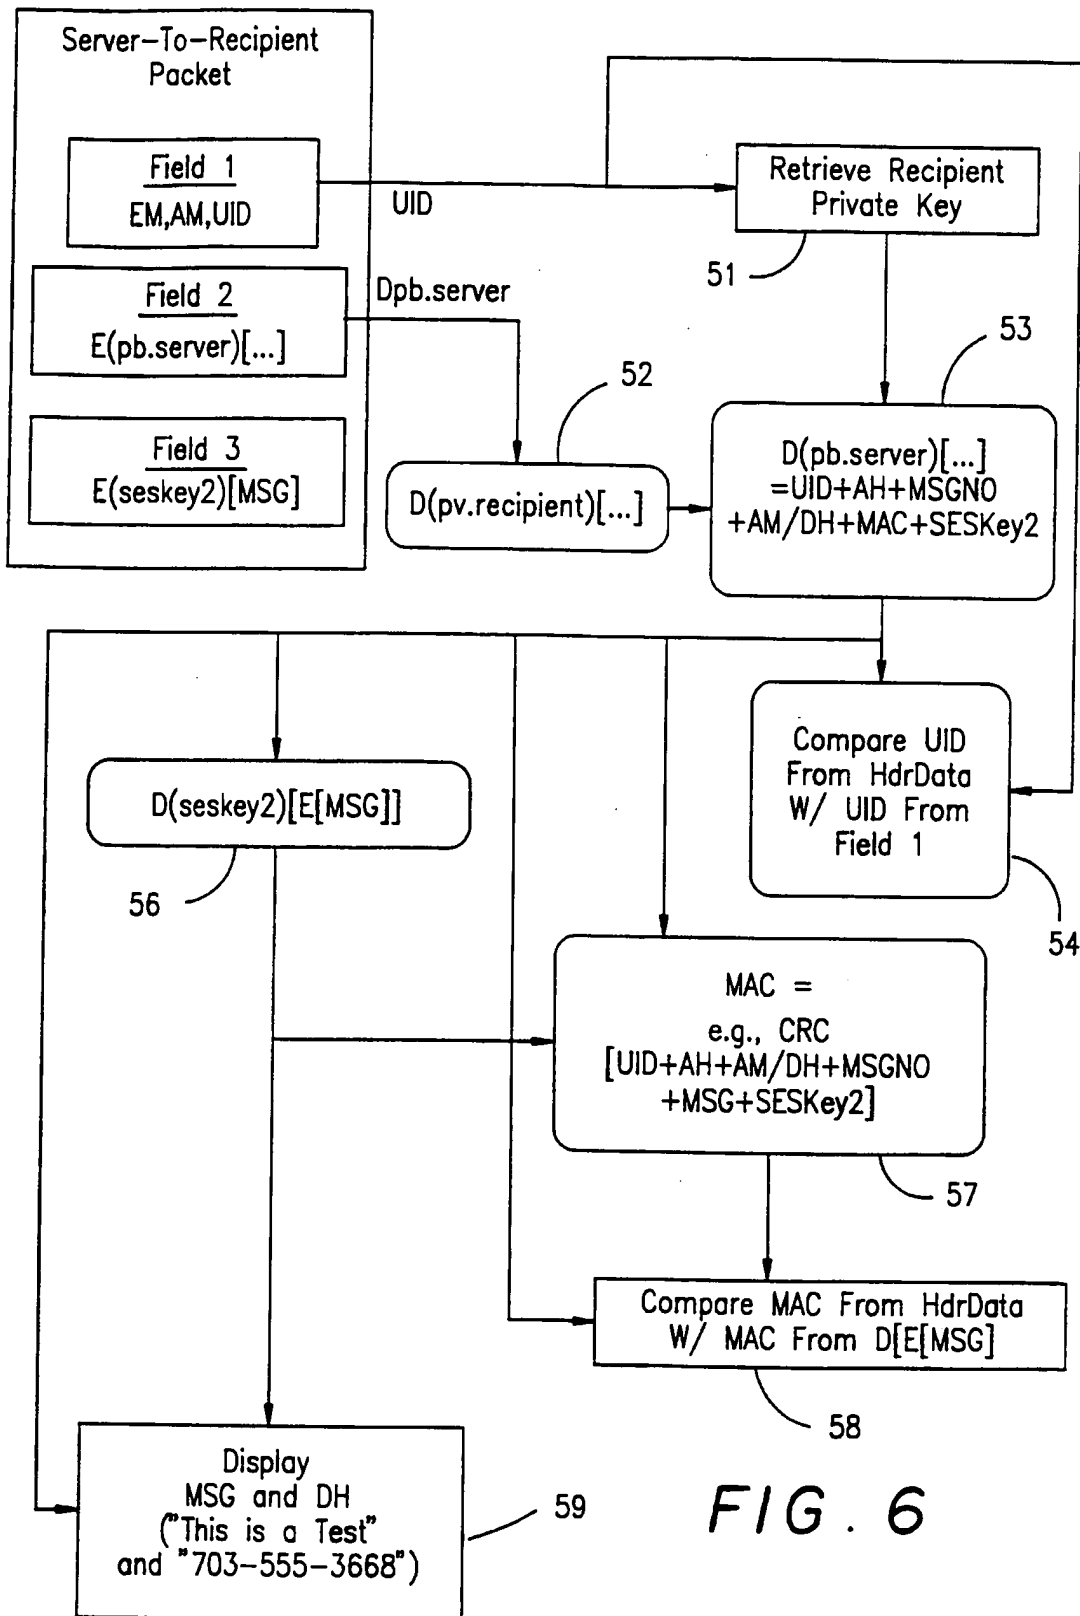 Server-To-Recipient
Packet
Field 1
EM,AM,UID
UID
Retrieve Recipient
Private Key
51
Field 2
E(pb.server)[...]
Dpb.server
Field 3
E(seskey2)[MSG]
52
D(pv.recipient)[...]
53
D(pb.server)[...]
=UID+AH+MSGNO
+AM/DH+MAC+SESKey2
Compare UID
From HdrData
W/ UID From
Field 1
54
D(seskey2)[E[MSG]]
56
MAC =
e.g., CRC
[UID+AH+AM/DH+MSGNO
+MSG+SESKey2]
57
Compare MAC From HdrData
W/ MAC From D[E[MSG]
58
Display
MSG and DH
("This is a Test"
and "703-555-3668")
59
FIG. 6